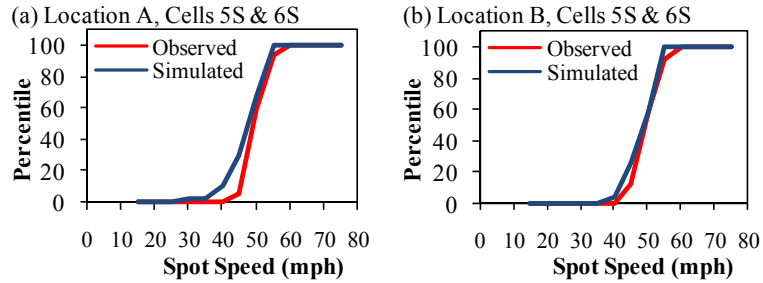 (a) Location A, Cells 5S & 6S
100
80
60
40
20
0
Percentile
Observed
Simulated
0 10 20 30 40 50 60 70 80
Spot Speed (mph)
(b) Location B, Cells 5S & 6S
100
80
60
40
20
0
Percentile
Observed
Simulated
0 10 20 30 40 50 60 70 80
Spot Speed (mph)